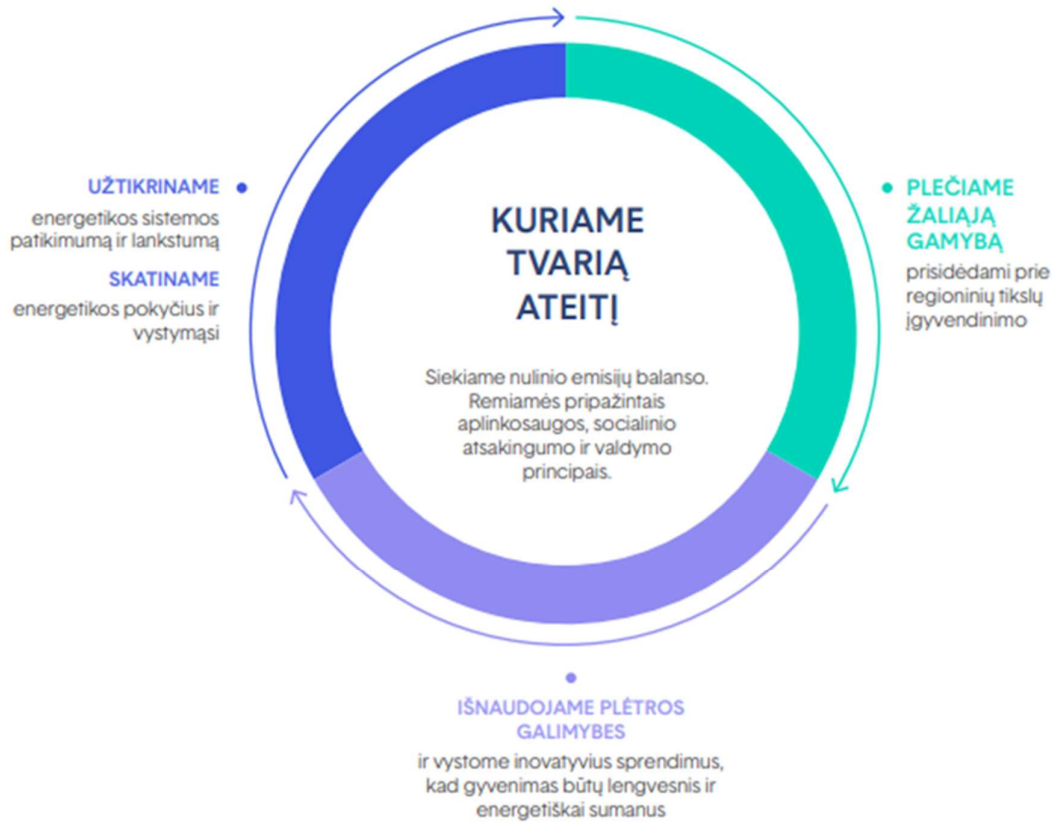 UŽTIKRINAME
energetikos sistemos
patikimumą ir lankstumą
SKATINAME
energetikos pokyčius ir
vystymąsi
KURIAME
TVARIĄ
ATEITĮ
Siekiame nulinio emisijų balanso.
Remiamės pripažintais
aplinkosaugos, socialinio
atsakingumo ir valdymo
principais.
PLEČIAME
ŽALIĄJĄ
GAMYBĄ
prisidėdami prie
regioninių tikslų
įgyvendinimo
IŠNAUDOJAME PLĖTROS
GALIMYBES
ir vystome inovatyvius sprendimus,
kad gyvenimas būtų lengvesnis ir
energetiškai sumanus